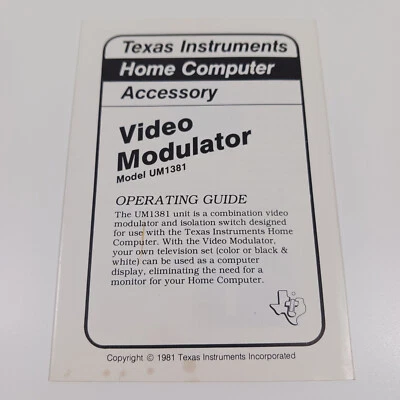 Texas Instruments
Home Computer
Accessory
Video
Modulator
Model UM1381
OPERATING GUIDE
The UM1381 unit is a combination video
modulator and isolation switch designed
for use with the Texas Instruments Home
Computer. With the Video Modulator,
your own television set (color or black &
white) can be used as a computer
display, eliminating the need for a
monitor for your Home Computer.
Copyright © 1981 Texas Instruments Incorporated